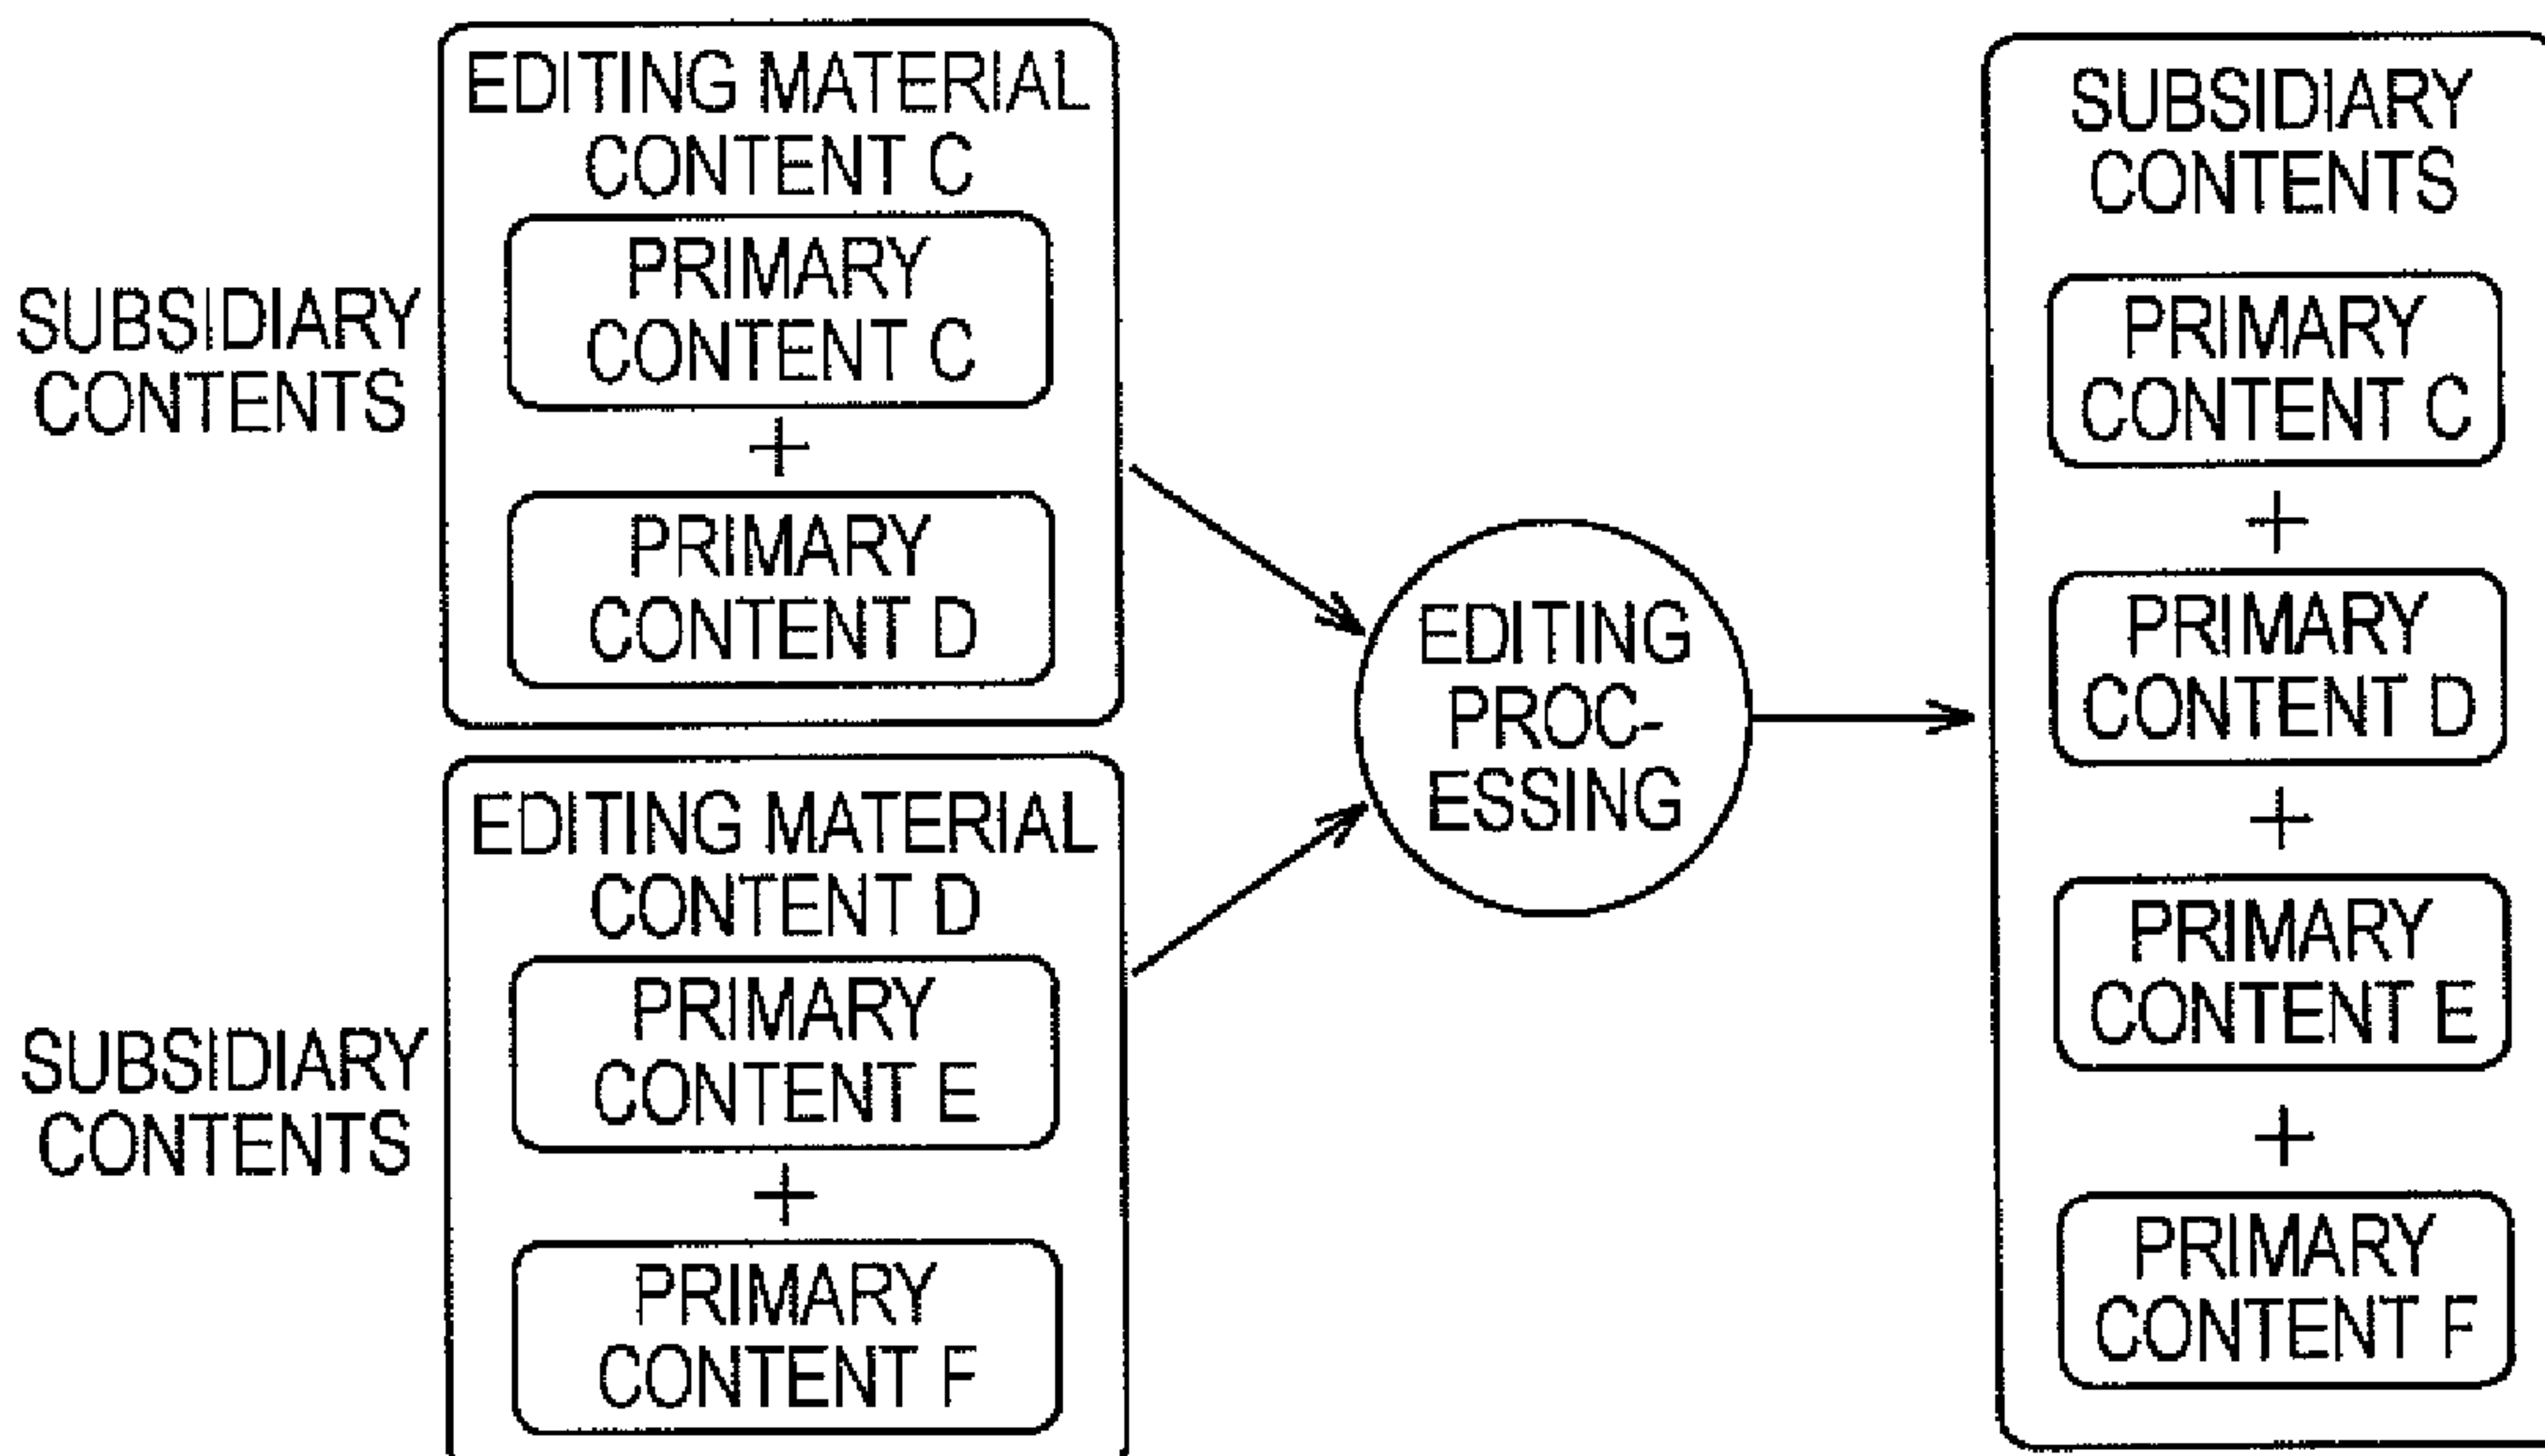 SUBSIDIARY
CONTENTS
EDITING MATERIAL
CONTENT C
PRIMARY
CONTENT C
+
PRIMARY
CONTENT D
SUBSIDIARY
CONTENTS
EDITING MATERIAL
CONTENT D
PRIMARY
CONTENT E
+
PRIMARY
CONTENT F
EDITING
PROC-
ESSING
SUBSIDIARY
CONTENTS
PRIMARY
CONTENT C
+
PRIMARY
CONTENT D
+
PRIMARY
CONTENT E
+
PRIMARY
CONTENT F